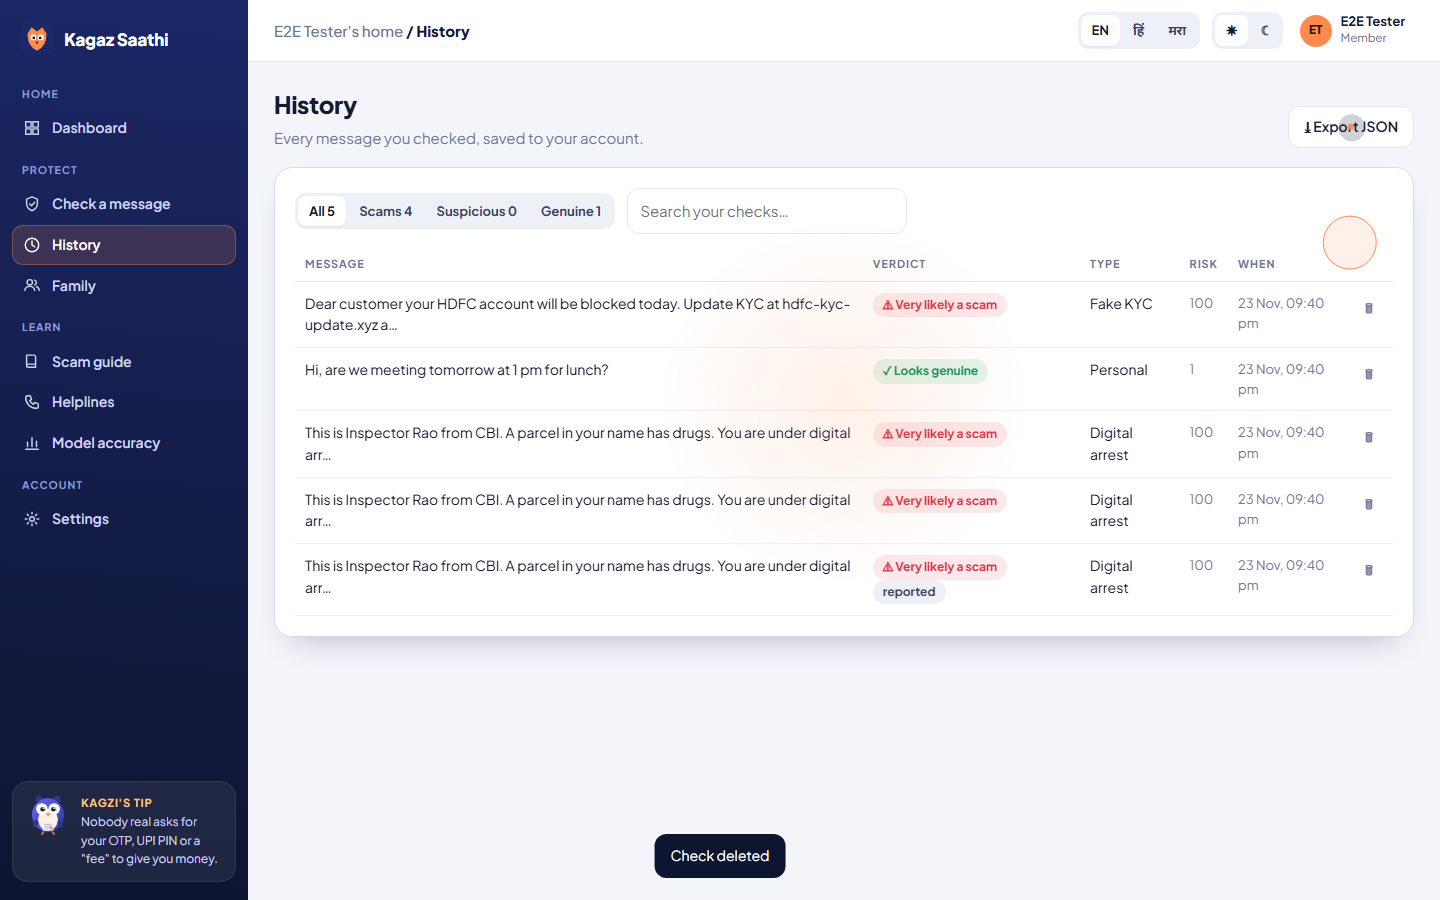 Kagaz Saathi
HOME
Dashboard
PROTECT
Check a message
History
Family
LEARN
Scam guide
Helplines
Model accuracy
ACCOUNT
Settings
KAGZI'S TIP
Nobody real asks for
your OTP, UPI PIN or a
"fee" to give you money.
E2E Tester's home / History
EN हिं मरा
ET
E2E Tester
Member
History
Every message you checked, saved to your account.
Export JSON
All 5 Scams 4 Suspicious 0 Genuine 1
Search your checks...
MESSAGE VERDICT TYPE RISK WHEN
Dear customer your HDFC account will be blocked today. Update KYC at hdfc-kyc-
update.xyz a...
Very likely a scam
Fake KYC
100
23 Nov, 09:40
pm
Hi, are we meeting tomorrow at 1 pm for lunch?
Looks genuine
Personal
1
23 Nov, 09:40
pm
This is Inspector Rao from CBI. A parcel in your name has drugs. You are under digital
arr...
Very likely a scam
Digital
arrest
100
23 Nov, 09:40
pm
This is Inspector Rao from CBI. A parcel in your name has drugs. You are under digital
arr...
Very likely a scam
Digital
arrest
100
23 Nov, 09:40
pm
This is Inspector Rao from CBI. A parcel in your name has drugs. You are under digital
arr...
Very likely a scam
reported
Digital
arrest
100
23 Nov, 09:40
pm
Check deleted